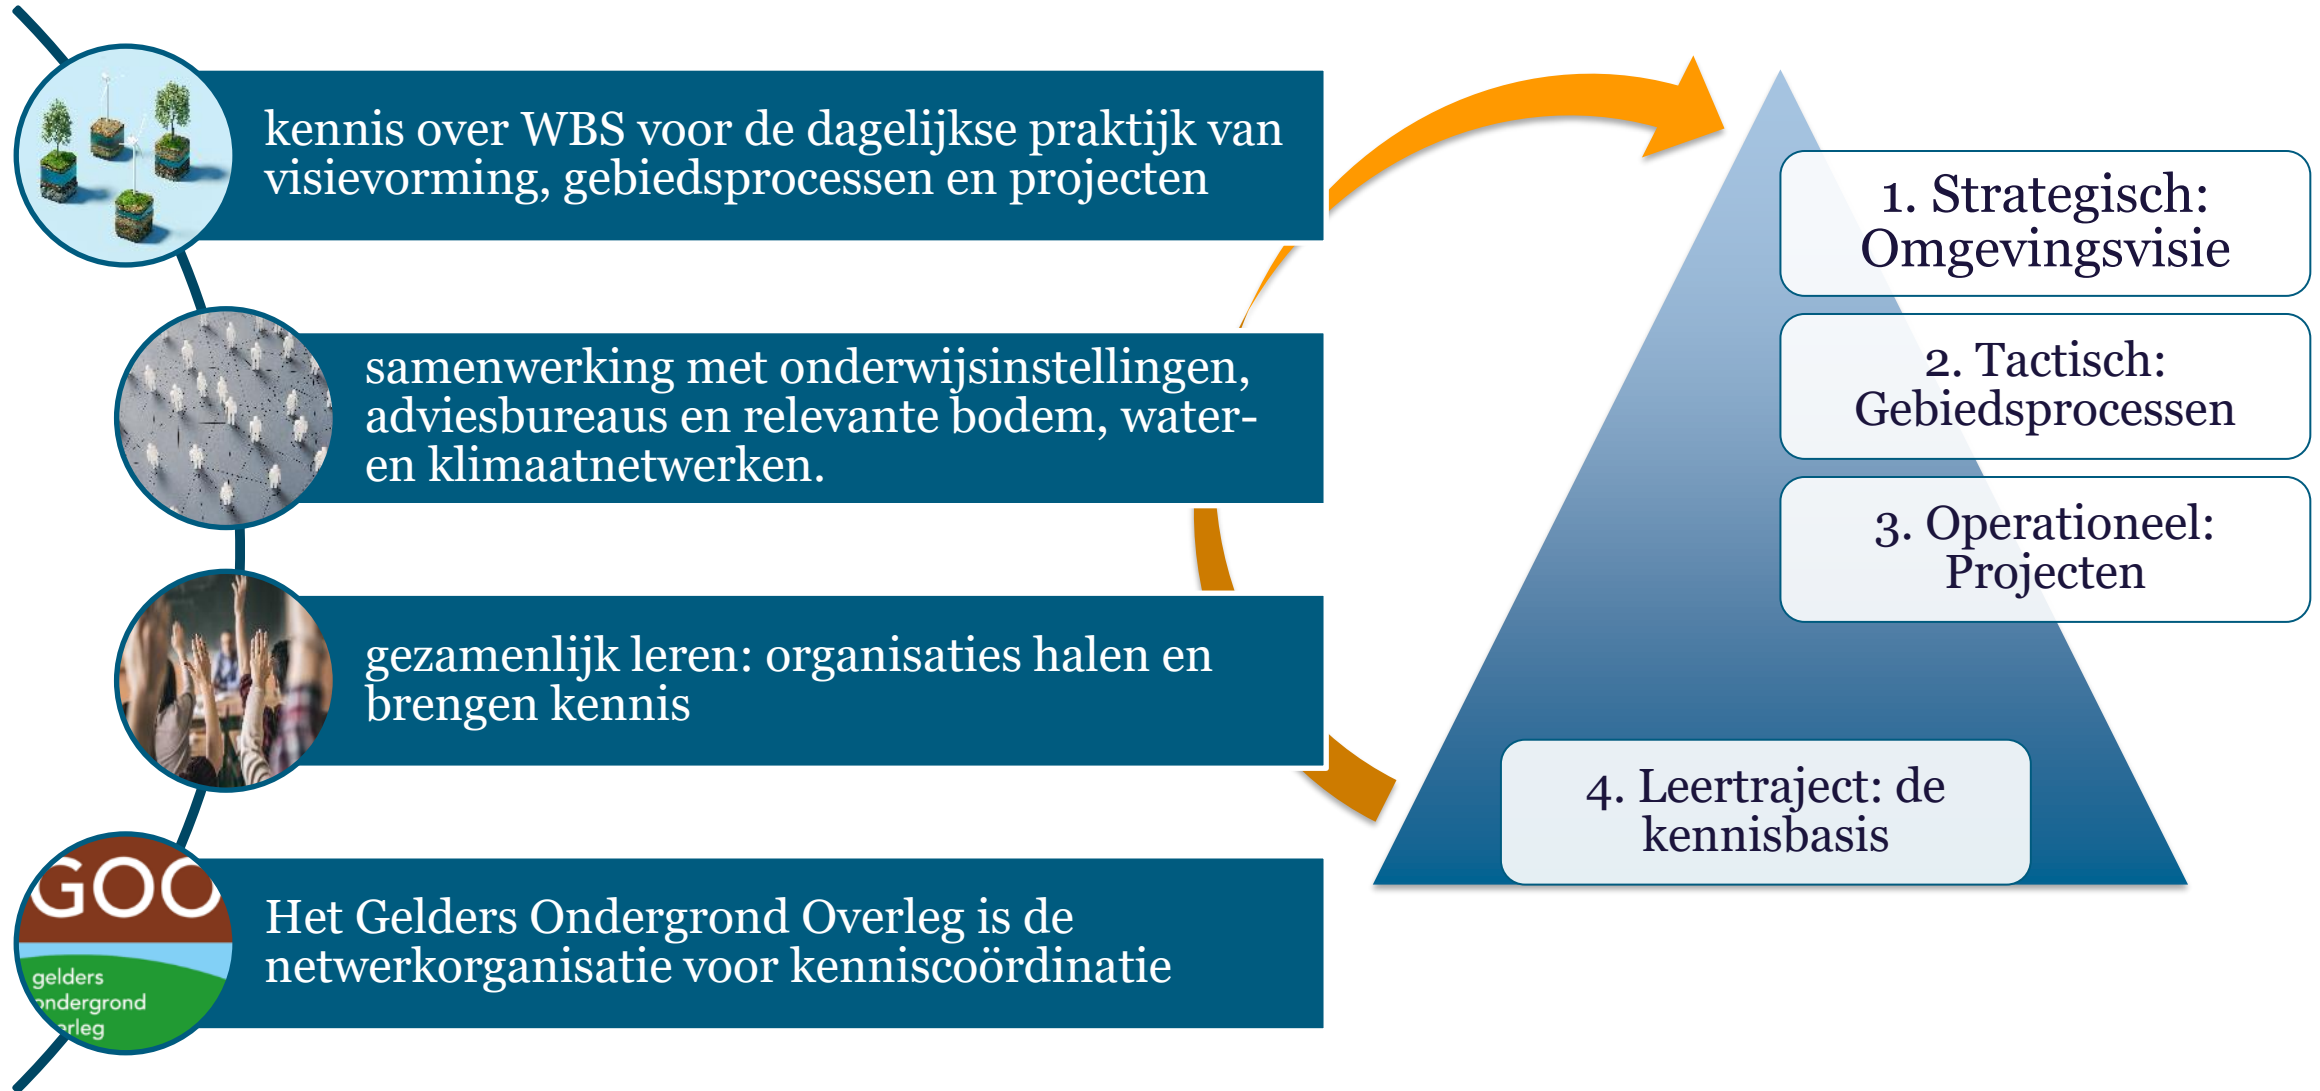 kennis over WBS voor de dagelijkse praktijk van
visievorming, gebiedsprocessen en projecten
samenwerking met onderwijsinstellingen,
adviesbureaus en relevante bodem, water-
en klimaatnetwerken.
gezamenlijk leren: organisaties halen en
brengen kennis
GOO
gelders
ondergrond
overleg
Het Gelders Ondergrond Overleg is de
netwerkorganisatie voor kenniscoördinatie
1. Strategisch:
Omgevingsvisie
2. Tactisch:
Gebiedsprocessen
3. Operationeel:
Projecten
4. Leertraject: de
kennisbasis